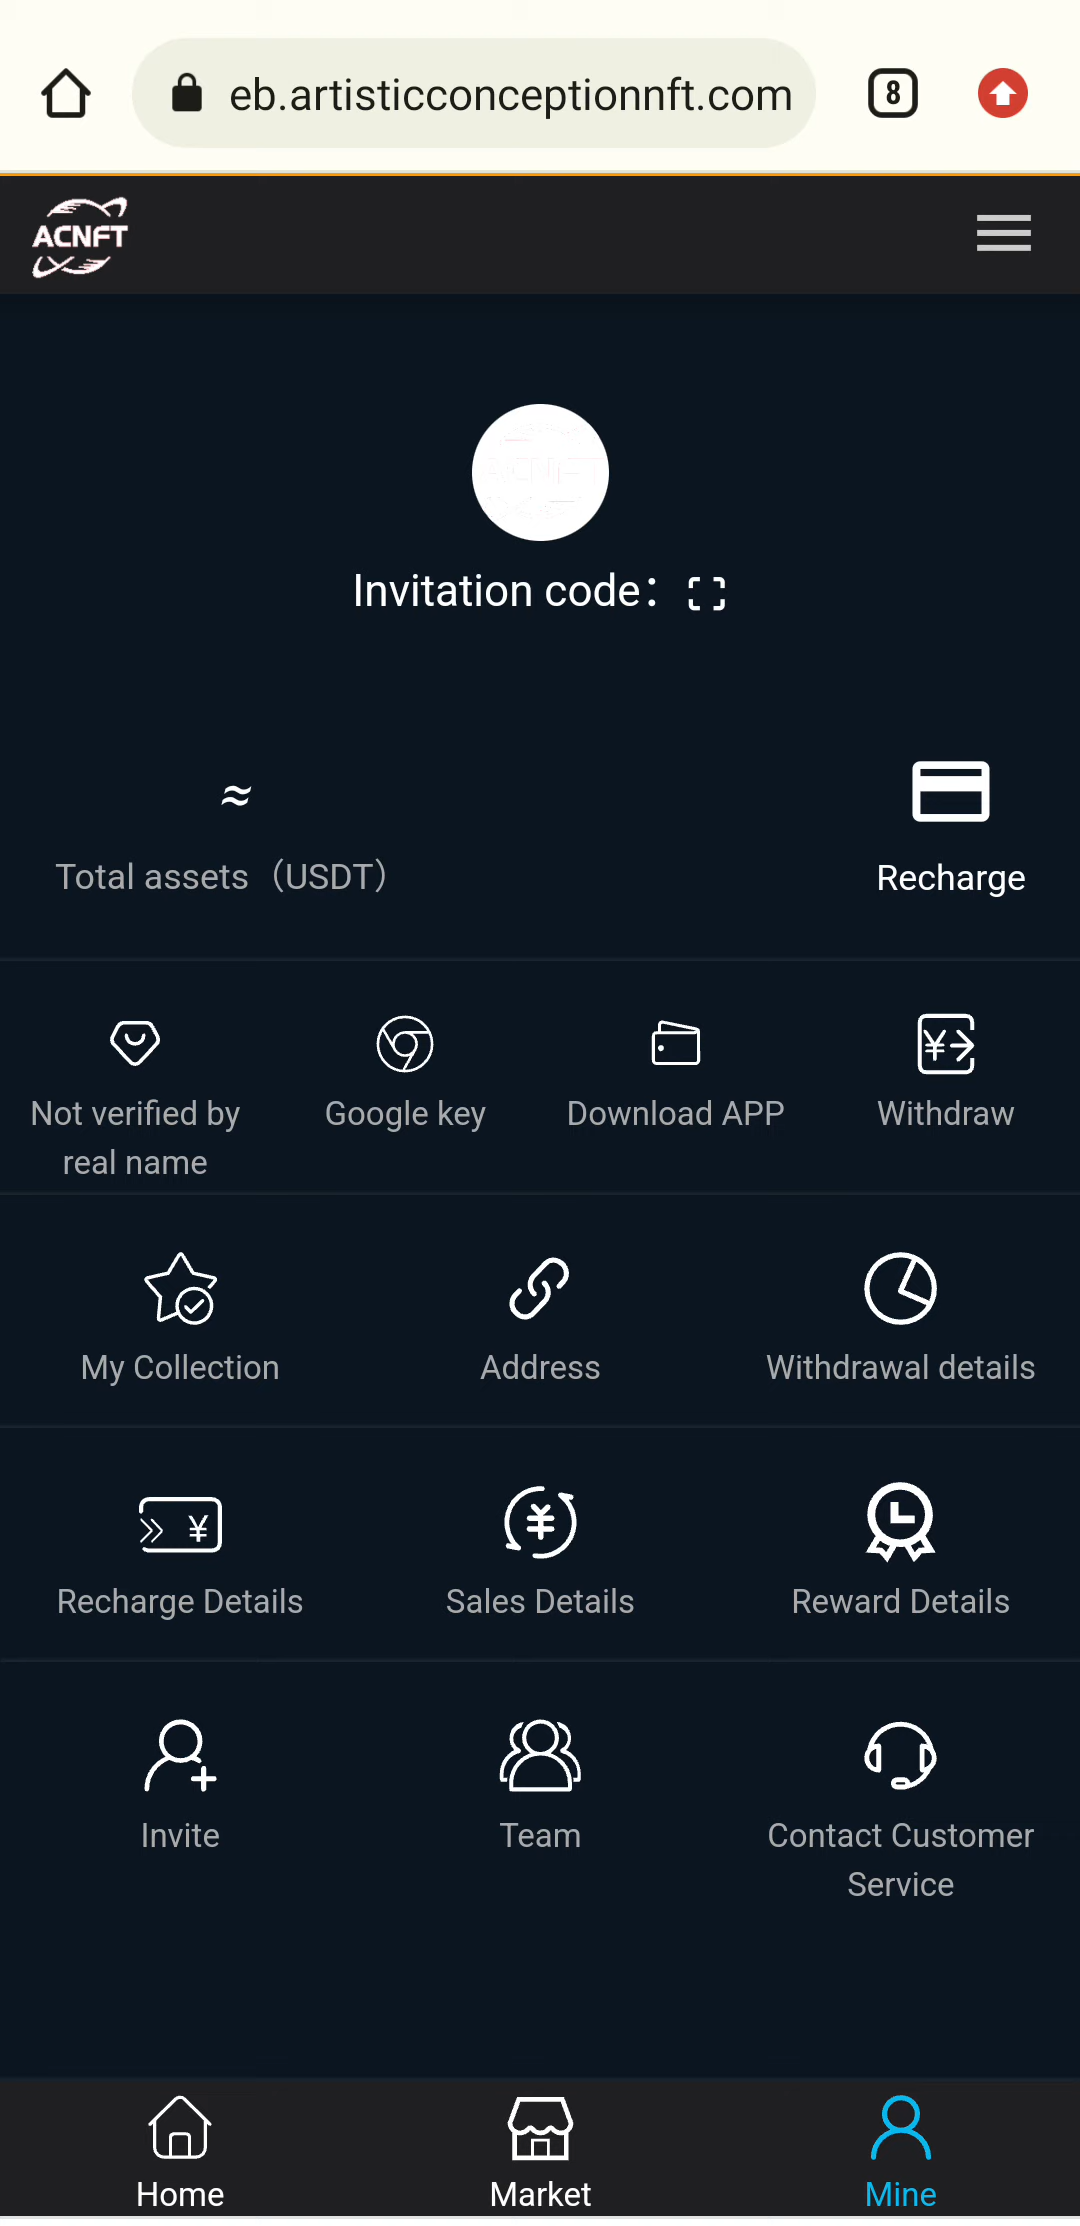 eb.artisticconceptionnft.com
8
ACNFT
Invitation code：
≈
Total assets（USDT）
Recharge
Not verified by
real name
Google key
Download APP
Withdraw
My Collection
Address
Withdrawal details
Recharge Details
Sales Details
Reward Details
Invite
Team
Contact Customer
Service
Home
Market
Mine